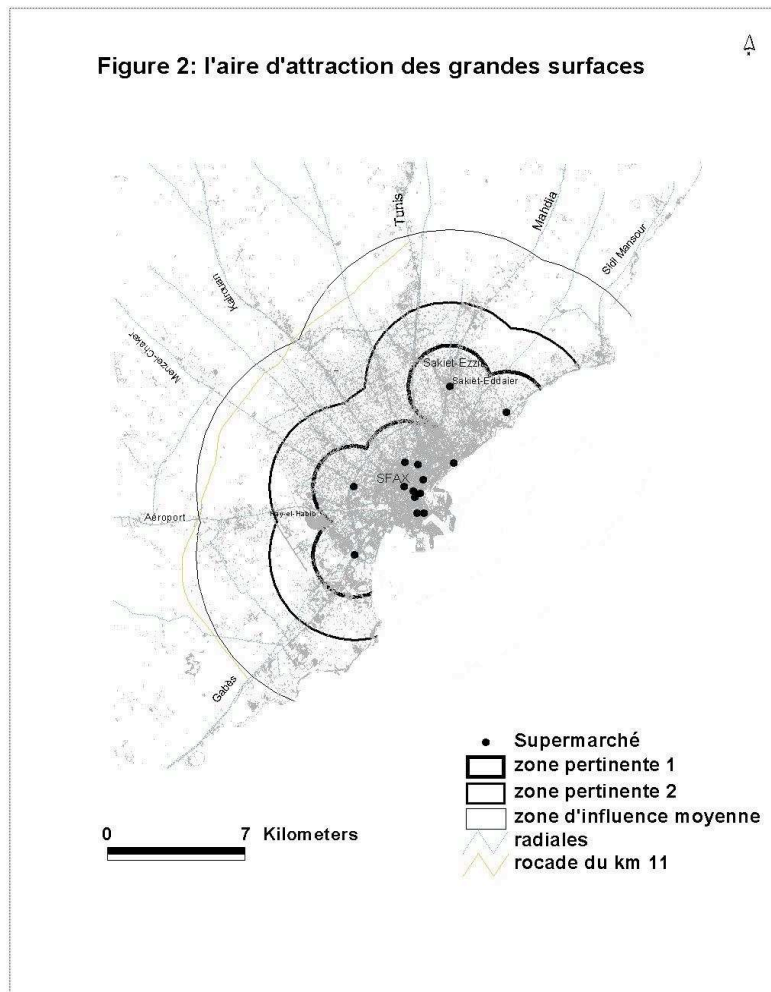 Figure 2: l'aire d'attraction des grandes surfaces
Tunis
Mahdia
Sidi Mansour
Kairouan
Menzel-Chaker
Sakiet-Ezzit
Sakiet-Eddaier
SFAX
Aéroport
Hay-el-Habib
Gabès
Supermarché
zone pertinente 1
zone pertinente 2
zone d'influence moyenne
radiales
rocade du km 11
0 7 Kilometers